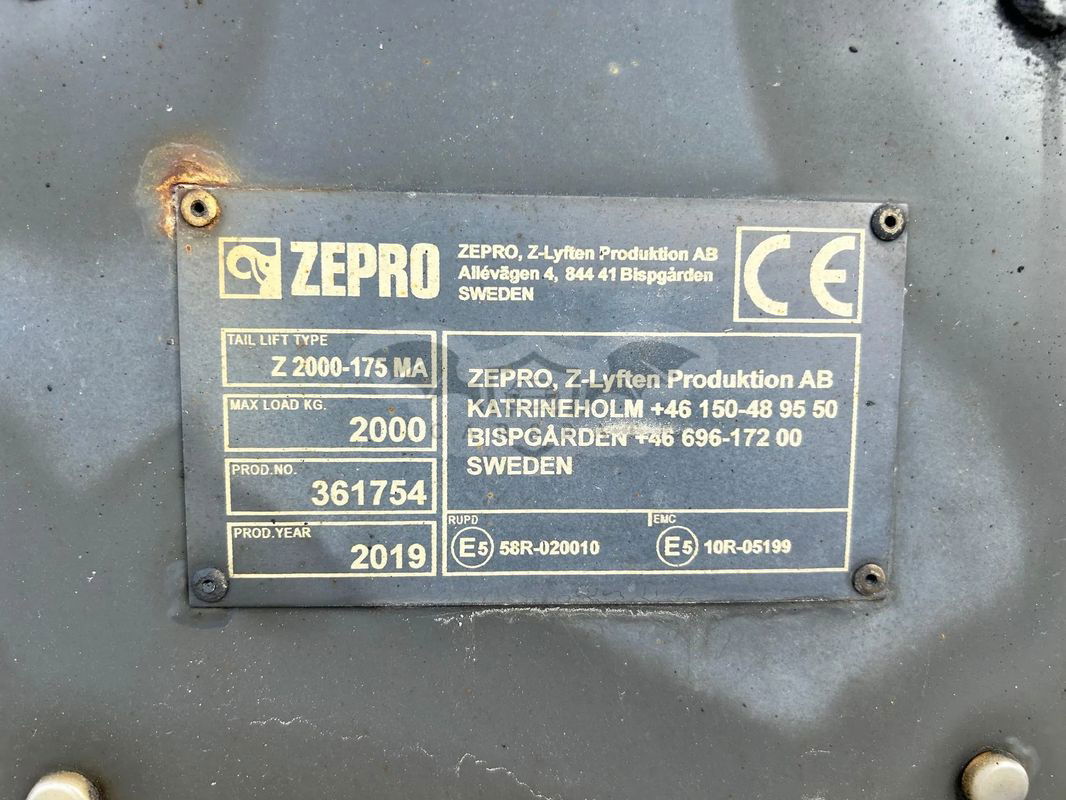 ZEPRO
ZEPRO, Z-Lyften Produktion AB
Allévägen 4, 844 41 Bispgården
SWEDEN
CE
TAIL LIFT TYPE
Z 2000-175 MA
MAX LOAD KG.
2000
PROD.NO.
361754
PROD.YEAR
2019
ZEPRO, Z-Lyften Produktion AB
KATRINEHOLM +46 150-48 95 50
BISPGÅRDEN +46 696-172 00
SWEDEN
RUPD
E5 58R-020010
EMC
E5 10R-05199